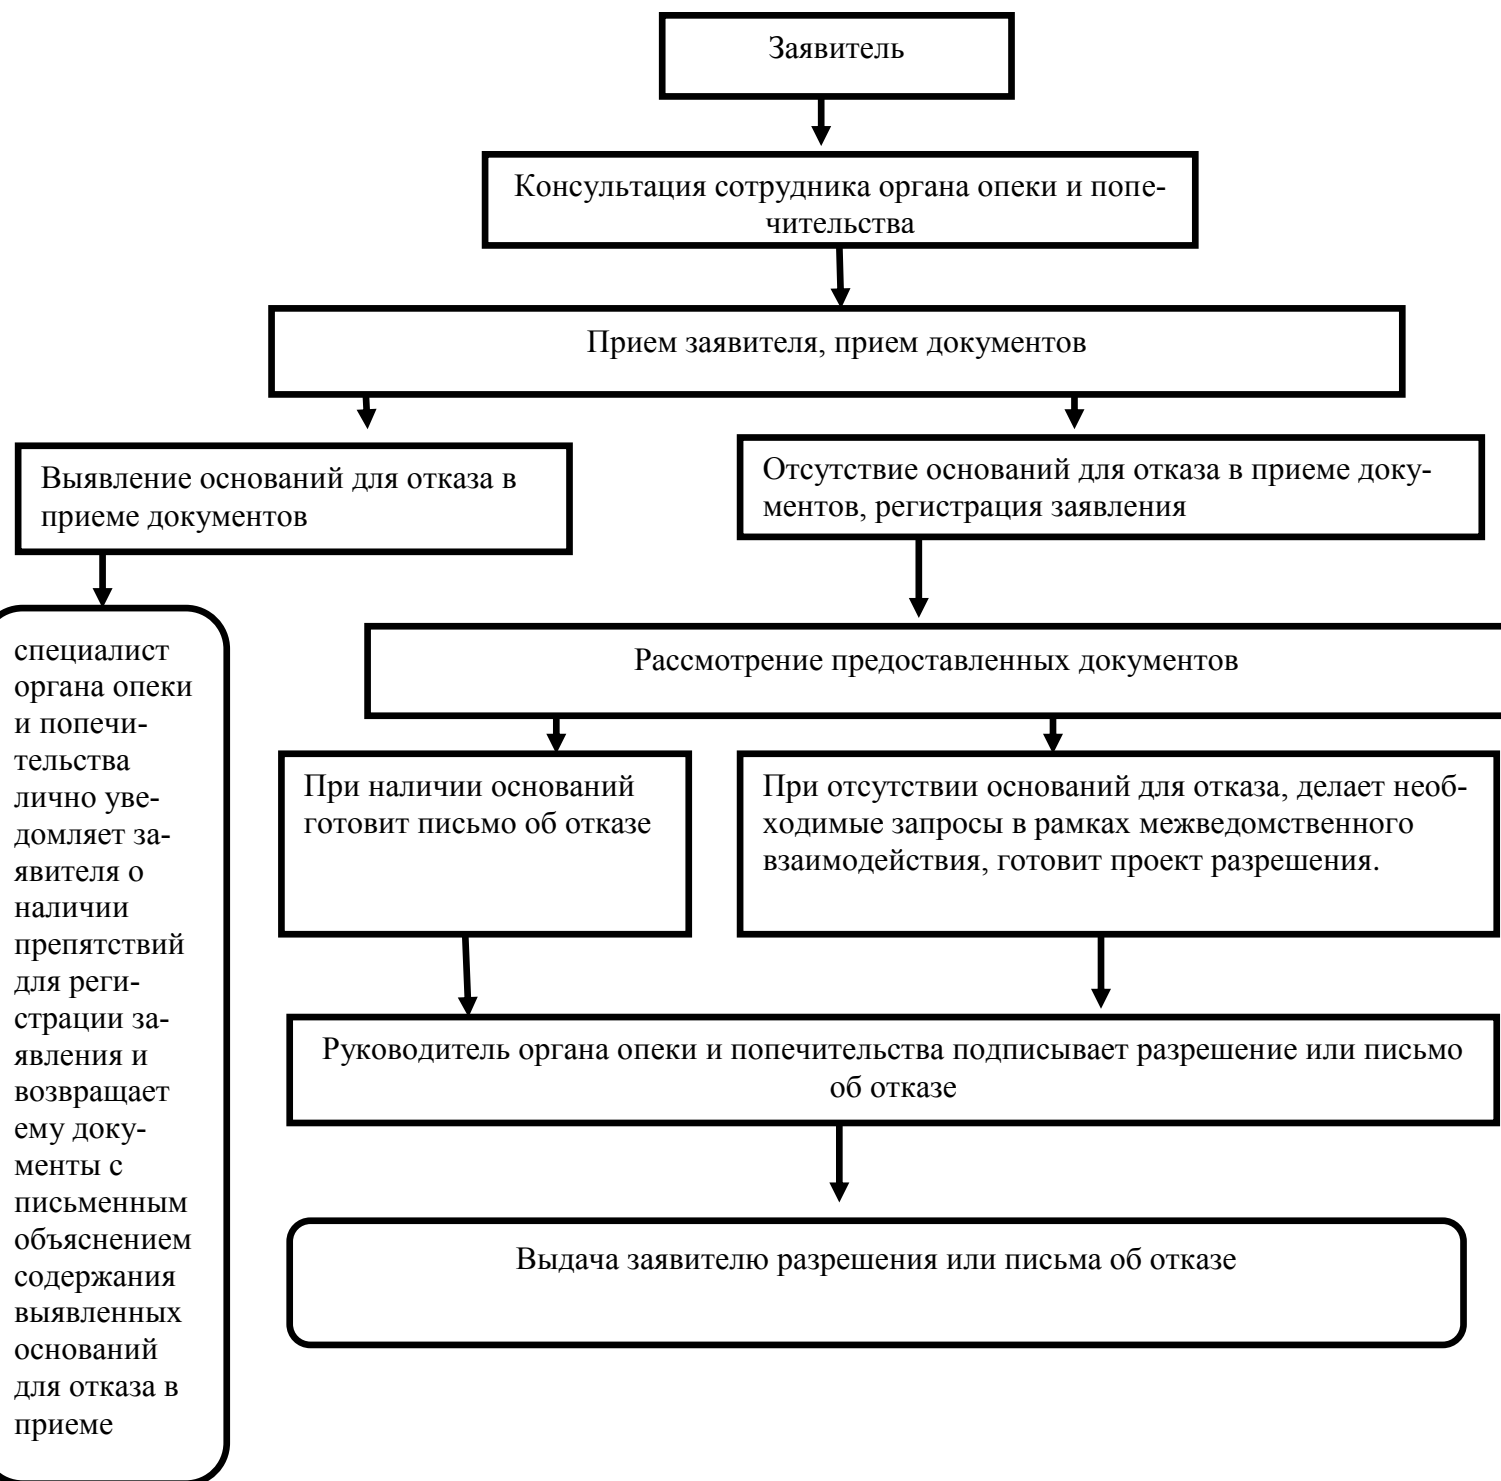 Заявитель
Консультация сотрудника органа опеки и попе-
чительства
Прием заявителя, прием документов
Выявление оснований для отказа в
приеме документов
Отсутствие оснований для отказа в приеме доку-
ментов, регистрация заявления
специалист
органа опеки
и попечи-
тельства
лично уве-
домляет за-
явителя о
наличии
препятствий
для реги-
страции за-
явления и
возвращает
ему доку-
менты с
письменным
объяснением
содержания
выявленных
оснований
для отказа в
приеме
Рассмотрение предоставленных документов
При наличии оснований
готовит письмо об отказе
При отсутствии оснований для отказа, делает необ-
ходимые запросы в рамках межведомственного
взаимодействия, готовит проект разрешения.
Руководитель органа опеки и попечительства подписывает разрешение или письмо
об отказе
Выдача заявителю разрешения или письма об отказе